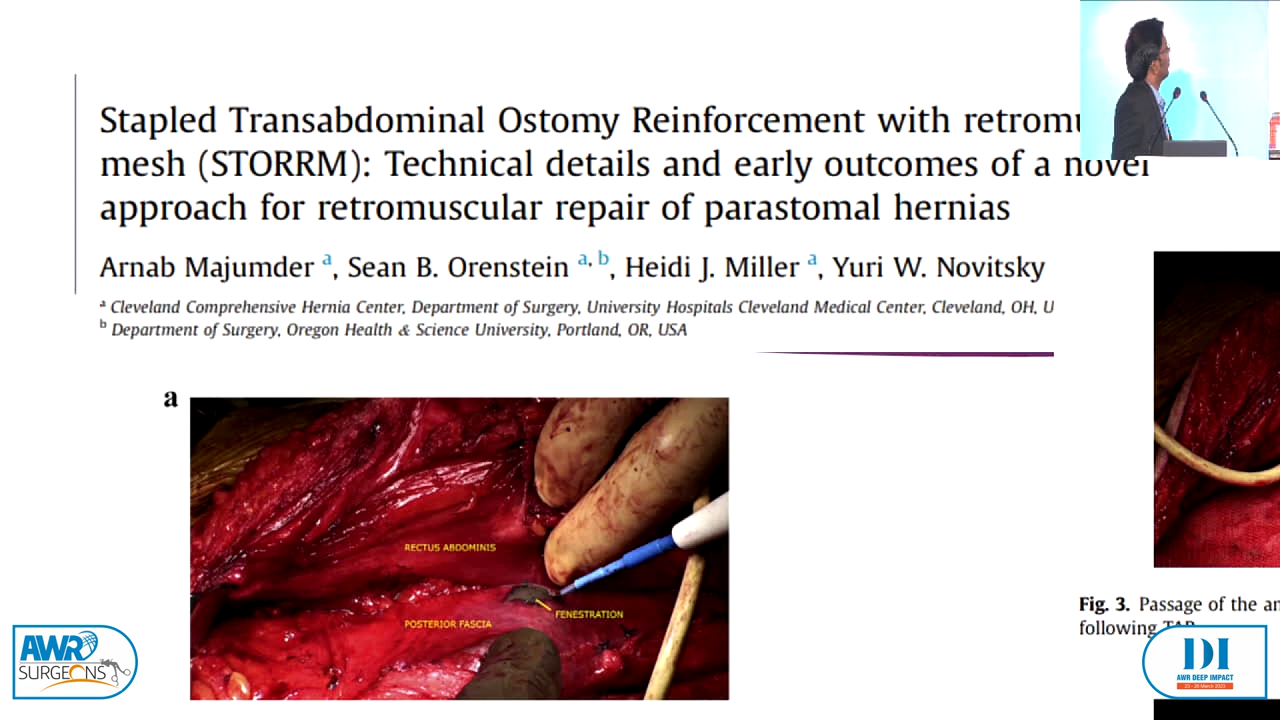 Stapled Transabdominal Ostomy Reinforcement with
mesh (STORRM): Technical details and early outcomes of a novel
approach for retromuscular repair of parastomal hernias
Arnab Majumder a, Sean B. Orenstein a, b, Heidi J. Miller a, Yuri W. Novitsky
a Cleveland Comprehensive Hernia Center, Department of Surgery, University Hospitals Cleveland Medical Center, Cleveland, OH, U
b Department of Surgery, Oregon Health & Science University, Portland, OR, USA
a
RECTUS ABDOMINIS
FENESTRATION
POSTERIOR FASCIA
Fig. 3. Passage of the
following
AWR
SURGEONS
DI
AWR DEEP IMPACT